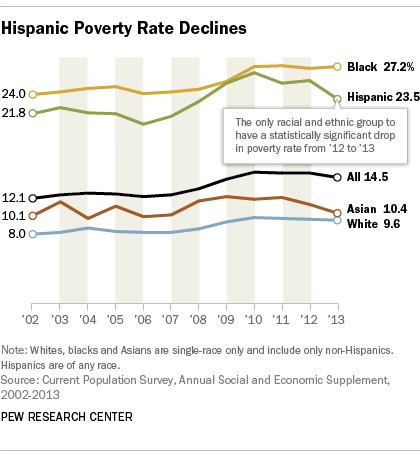 Hispanic Poverty Rate Declines
Black 27.2%
24.0
Hispanic 23.5
21.8
The only racial and ethnic group to
have a statistically significant drop
in poverty rate from ’12 to ’13
All 14.5
12.1
Asian 10.4
10.1
White 9.6
8.0
’02 ’03 ’04 ’05 ’06 ’07 ’08 ’09 ’10 ’11 ’12 ’13
Note: Whites, blacks and Asians are single-race only and include only non-Hispanics.
Hispanics are of any race.
Source: Current Population Survey, Annual Social and Economic Supplement,
2002-2013
PEW RESEARCH CENTER